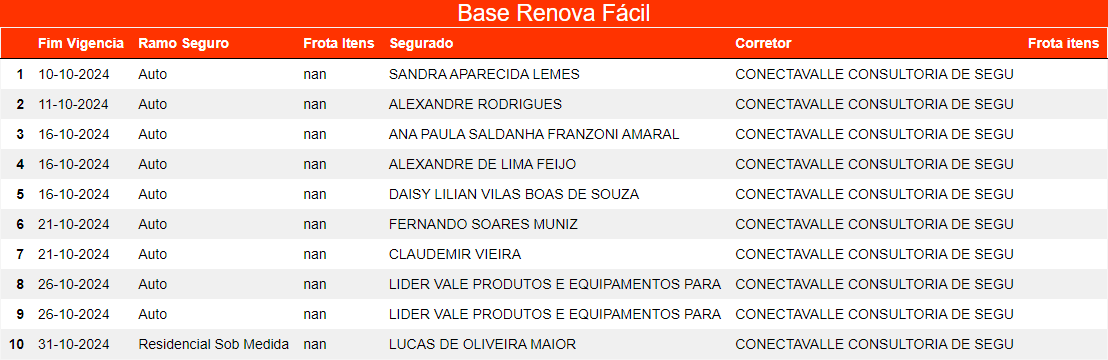 Base Renova Fácil
Fim Vigencia Ramo Seguro Frota Itens Segurado Corretor Frota itens
1 10-10-2024 Auto nan SANDRA APARECIDA LEMES CONECTAVALLE CONSULTORIA DE SEGU
2 11-10-2024 Auto nan ALEXANDRE RODRIGUES CONECTAVALLE CONSULTORIA DE SEGU
3 16-10-2024 Auto nan ANA PAULA SALDANHA FRANZONI AMARAL CONECTAVALLE CONSULTORIA DE SEGU
4 16-10-2024 Auto nan ALEXANDRE DE LIMA FEIJO CONECTAVALLE CONSULTORIA DE SEGU
5 16-10-2024 Auto nan DAISY LILIAN VILAS BOAS DE SOUZA CONECTAVALLE CONSULTORIA DE SEGU
6 21-10-2024 Auto nan FERNANDO SOARES MUNIZ CONECTAVALLE CONSULTORIA DE SEGU
7 21-10-2024 Auto nan CLAUDEMIR VIEIRA CONECTAVALLE CONSULTORIA DE SEGU
8 26-10-2024 Auto nan LIDER VALE PRODUTOS E EQUIPAMENTOS PARA CONECTAVALLE CONSULTORIA DE SEGU
9 26-10-2024 Auto nan LIDER VALE PRODUTOS E EQUIPAMENTOS PARA CONECTAVALLE CONSULTORIA DE SEGU
10 31-10-2024 Residencial Sob Medida nan LUCAS DE OLIVEIRA MAIOR CONECTAVALLE CONSULTORIA DE SEGU